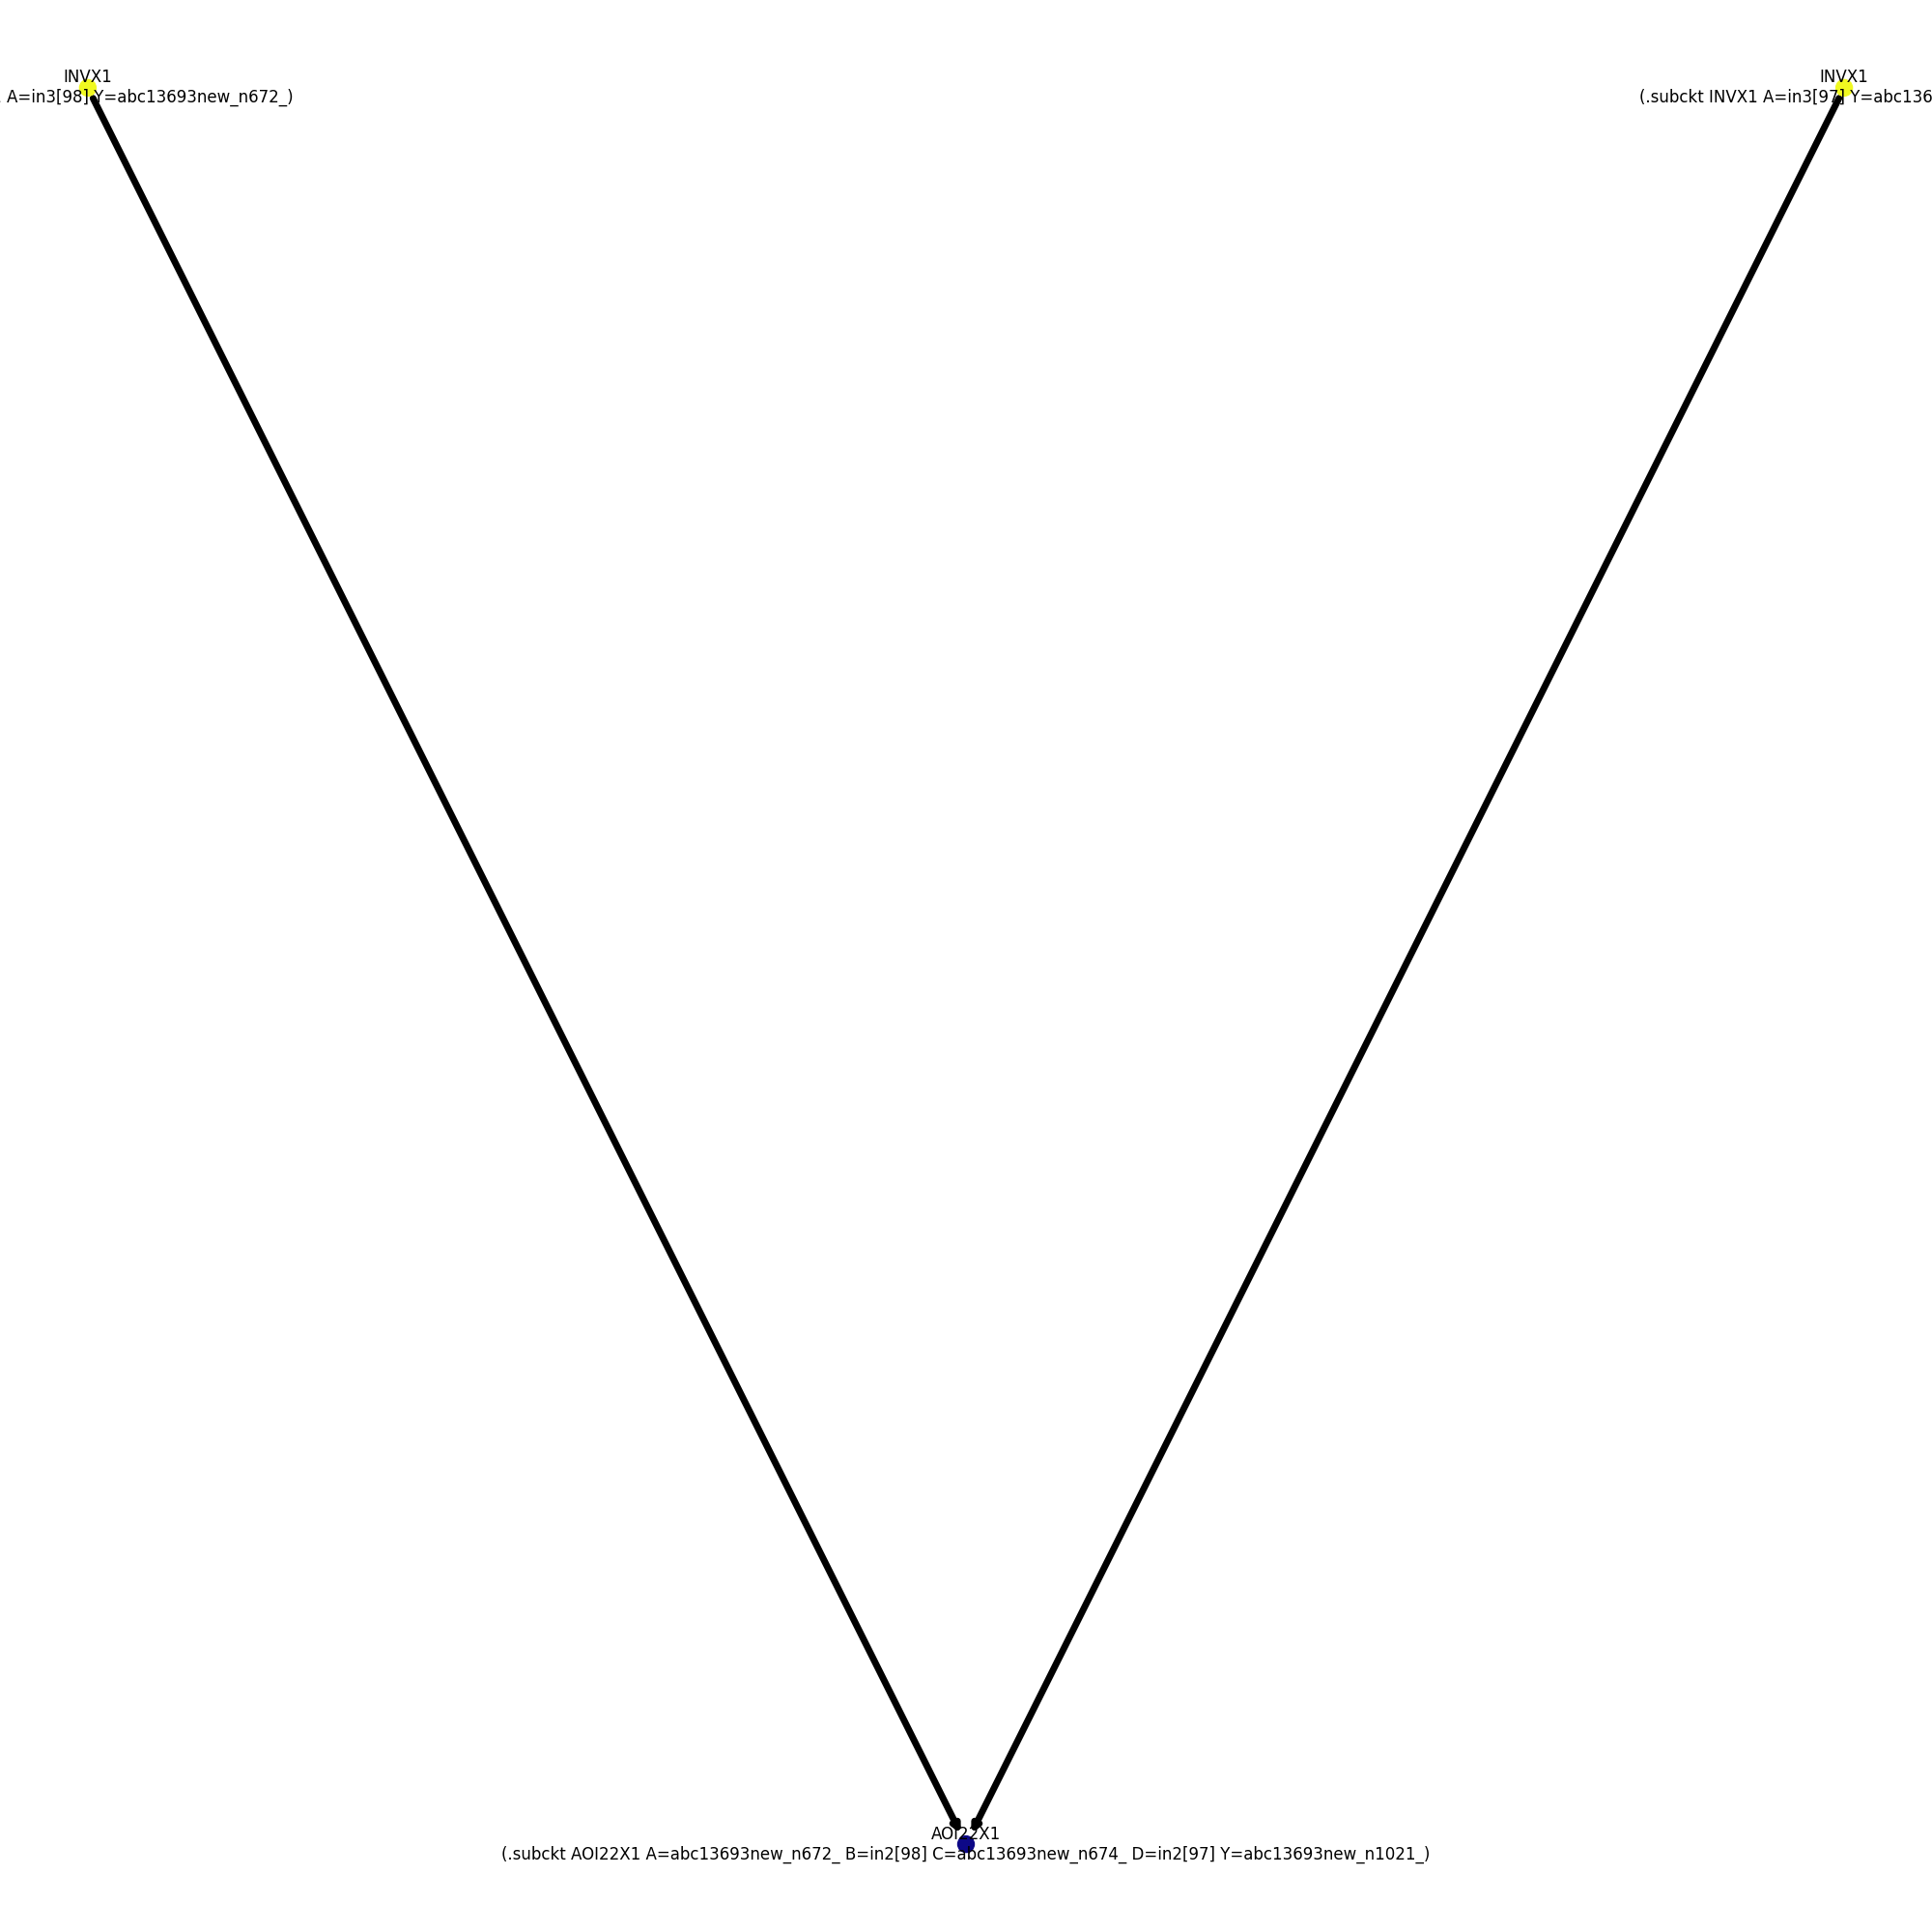 INVX1
A=in3[98] Y=abc13693new_n672_)
INVX1
(.subckt INVX1 A=in3[97] Y=abc136
AOI22X1
(.subckt AOI22X1 A=abc13693new_n672_ B=in2[98] C=abc13693new_n674_ D=in2[97] Y=abc13693new_n1021_)